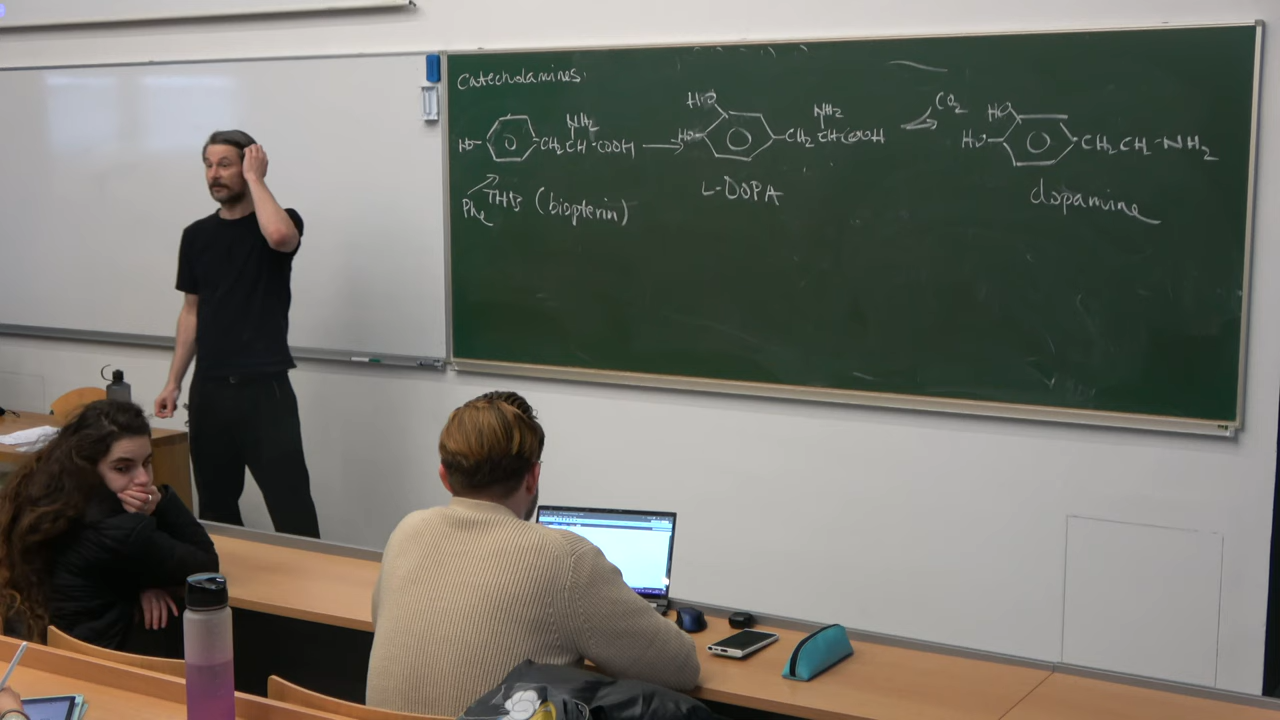 Catecholamines:
HO NH2 CH2 CH COOH
HO HO NH2 CH2 CH COOH
CO2
HO HO CH2 CH2 NH2
Phe THB (biopterin)
L-DOPA
dopamine